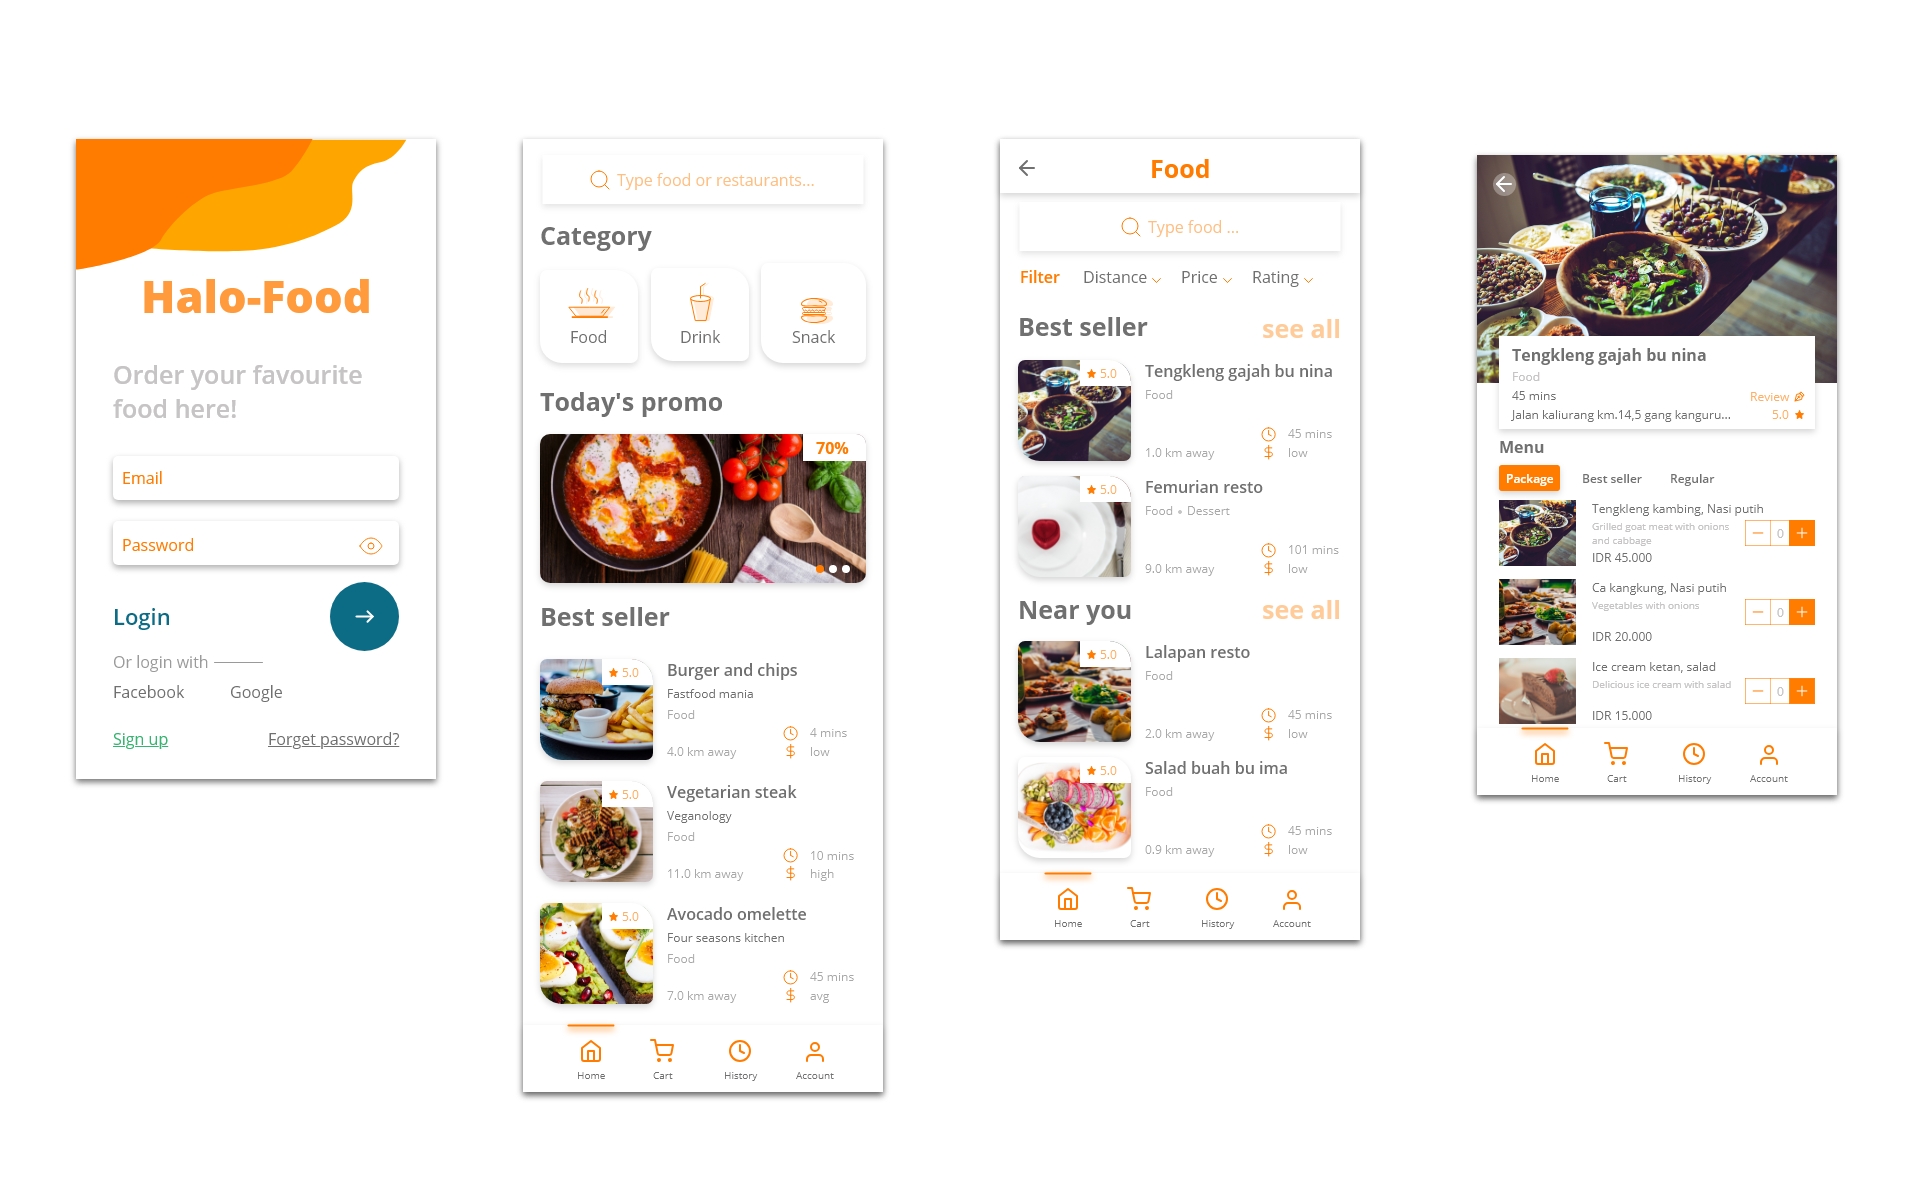 Halo-Food
Order your favourite
food here!
Email
Password
Login
Or login with
Facebook Google
Sign up Forget password?
Type food or restaurants...
Category
Food Drink Snack
Today's promo
70%
Best seller
5.0
Burger and chips
Fastfood mania
Food
4 mins
4.0 km away
low
5.0
Vegetarian steak
Veganology
Food
10 mins
11.0 km away
high
5.0
Avocado omelette
Four seasons kitchen
Food
45 mins
7.0 km away
avg
Home Cart History Account
Food
Type food ...
Filter Distance Price Rating
Best seller see all
5.0
Tengkleng gajah bu nina
Food
45 mins
1.0 km away
low
5.0
Femurian resto
Food • Dessert
101 mins
9.0 km away
low
Near you see all
5.0
Lalapan resto
Food
45 mins
2.0 km away
low
5.0
Salad buah bu ima
Food
45 mins
0.9 km away
low
Home Cart History Account
Tengkleng gajah bu nina
Food
45 mins
Review
Jalan kaliurang km.14,5 gang kanguru...
5.0
Menu
Package Best seller Regular
Tengkleng kambing, Nasi putih
Grilled goat meat with onions
and cabbage
0
IDR 45.000
Ca kangkung, Nasi putih
Vegetables with onions
0
IDR 20.000
Ice cream ketan, salad
Delicious ice cream with salad
0
IDR 15.000
Home Cart History Account